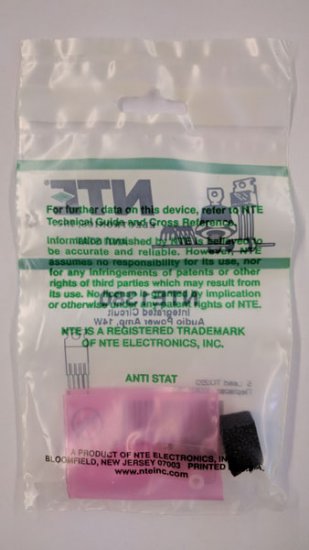 For further data on this device, refer to NTE
Technical Guide and Cross Reference.
Information furnished by NTE is believed to
be accurate and reliable. However, NTE
assumes no responsibility for its use, nor
for any infringements of patents or other
rights of third parties which may result from
its use. No license is granted by implication
or otherwise under any patent rights of NTE.
NTE
Integrated Circuit
Audio Power Amp, 14W
NTE IS A REGISTERED TRADEMARK
OF NTE ELECTRONICS, INC.
ANTI STAT
5 Lead TO220
A PRODUCT OF NTE ELECTRONICS, IN
BLOOMFIELD, NEW JERSEY 07003 PRINTED
www.nteinc.com